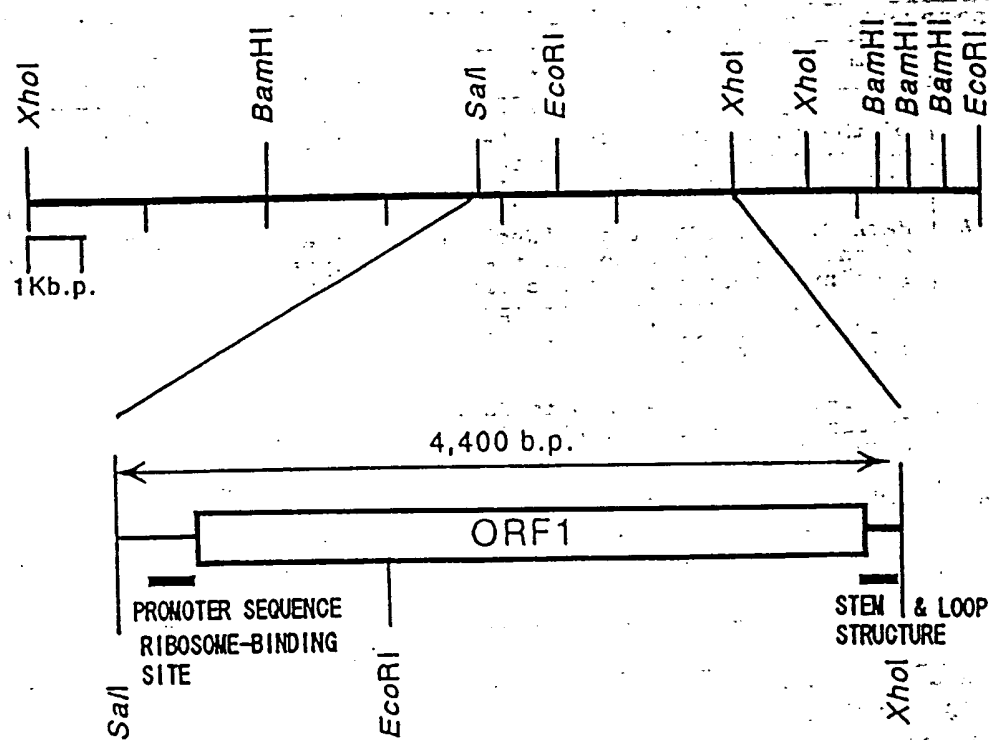 XhoI
BamHI
SalI
EcoRI
XhoI
XhoI
BamHI
BamHI
BamHI
EcoRI
1Kb.p.
4,400 b.p.
ORF1
PROMOTER SEQUENCE
RIBOSOME-BINDING
SITE
STEM & LOOP
STRUCTURE
SalI
EcoRI
XhoI